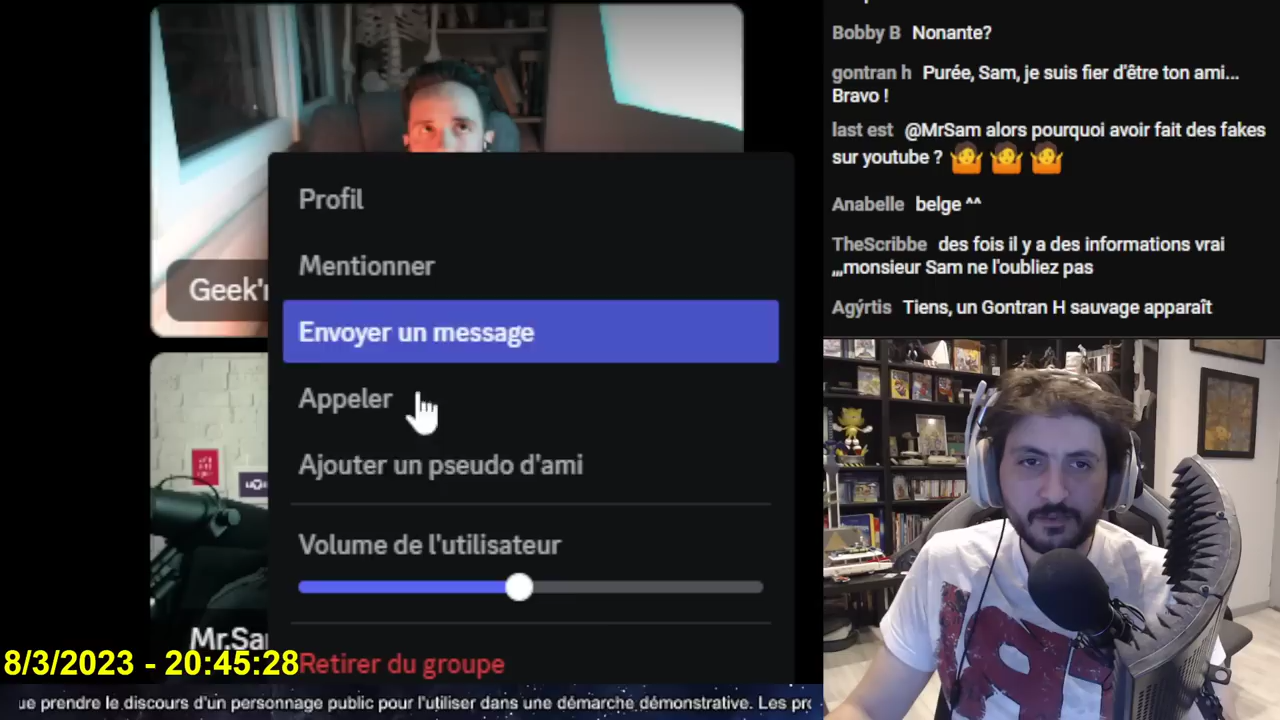 Geek'
Profil
Mentionner
Envoyer un message
Appeler
Ajouter un pseudo d'ami
Volume de l'utilisateur
Retirer du groupe
Mr.Sa
8/3/2023 - 20:45:28
ue prendre le discours d'un personnage public pour l'utiliser dans une démarche démonstrative. Les pro
Bobby B Nonante?
gontran h Purée, Sam, je suis fier d'être ton ami...
Bravo !
last est @MrSam alors pourquoi avoir fait des fakes
sur youtube ? 🤷 🤷 🤷
Anabelle belge ^^
TheScribbe des fois il y a des informations vrai
,,,monsieur Sam ne l'oubliez pas
Agýrtis Tiens, un Gontran H sauvage apparaît